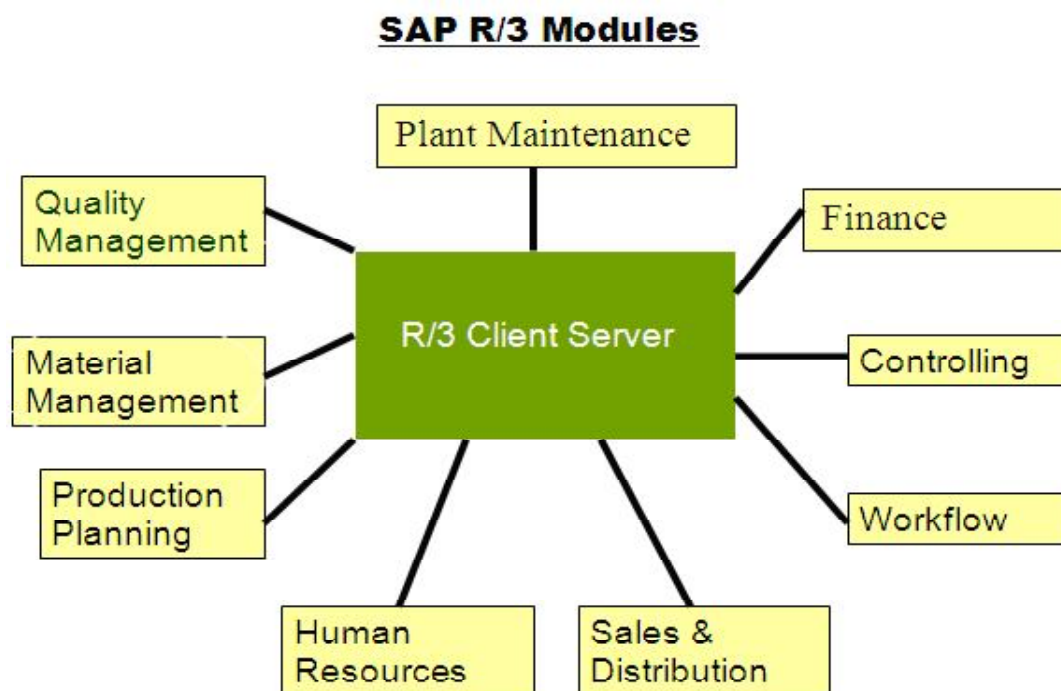 SAP R/3 Modules
Plant Maintenance
Quality
Management
Finance
R/3 Client Server
Material
Management
Controlling
Production
Planning
Workflow
Human
Resources
Sales &
Distribution